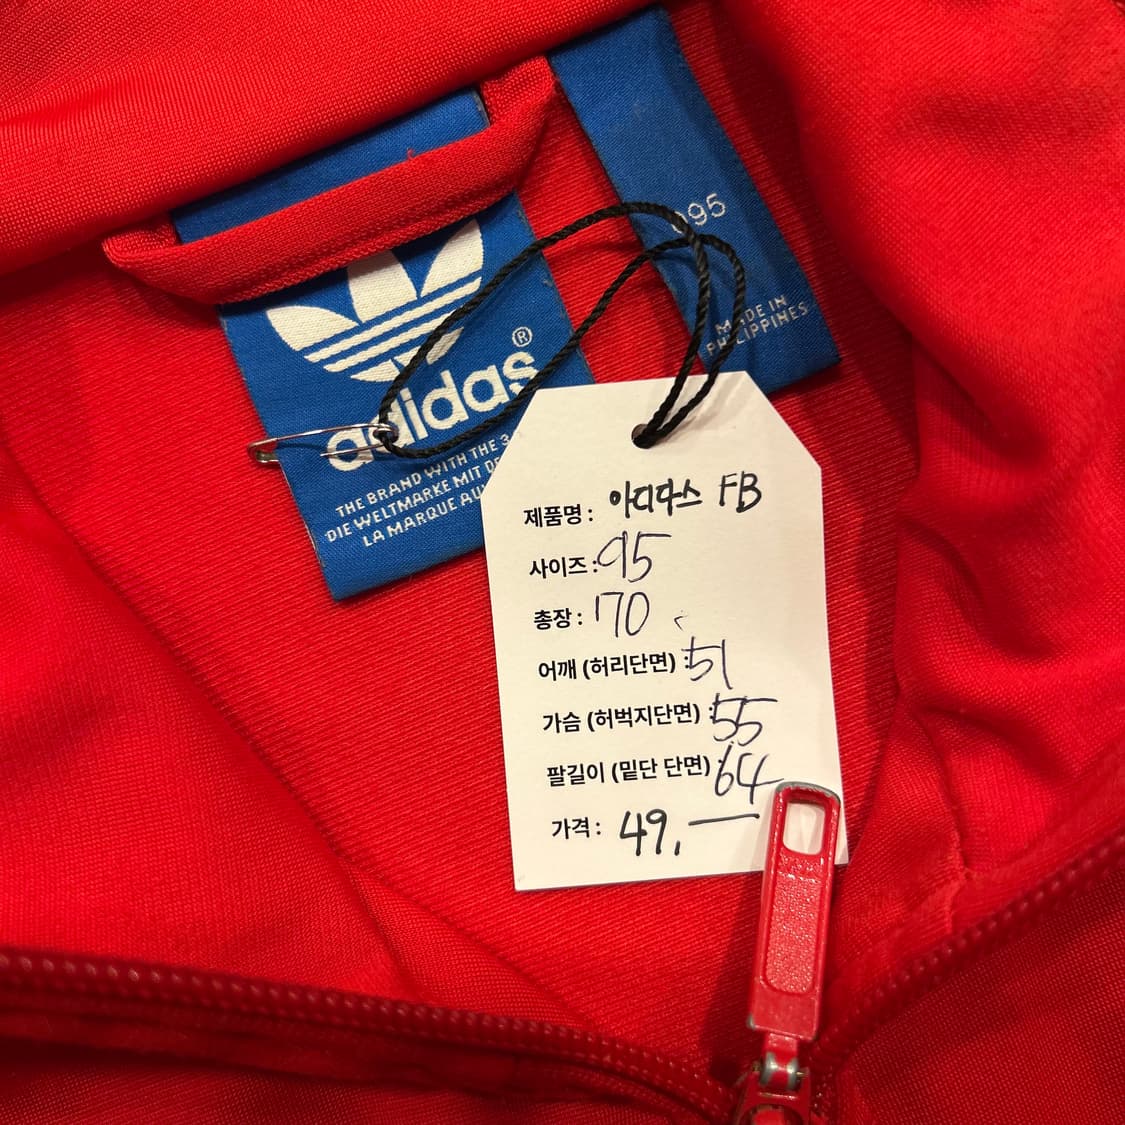 adidas®
THE BRAND WITH THE 3
DIE WELTMARKE MIT
LA MARQUE AU
095
MADE IN
PHILIPPINES
제품명: 아디다스 FB
사이즈: 95
총장: 70
어깨 (허리단면): 51
가슴 (허벅지단면): 55
팔길이 (밑단 단면): 64
가격: 49,—